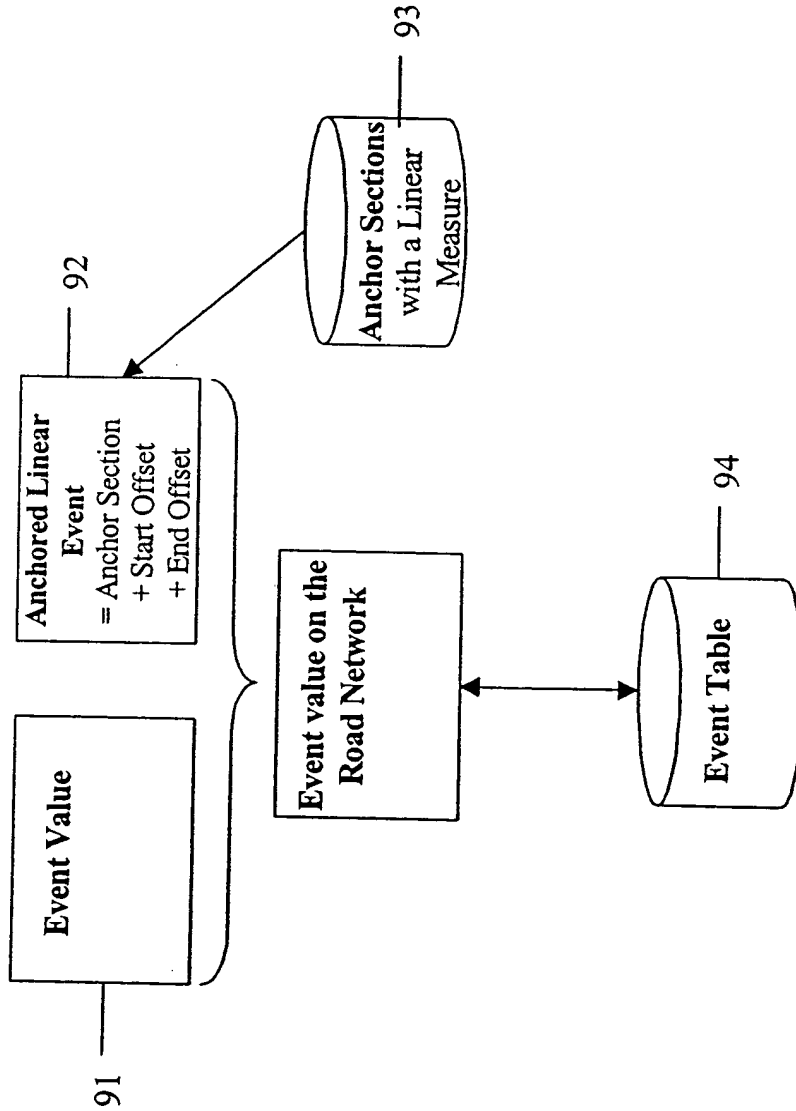 91
Event Value
Anchored Linear
Event
= Anchor Section
+ Start Offset
+ End Offset
92
Event value on the
Road Network
Anchor Sections
with a Linear
Measure
93
Event Table
94